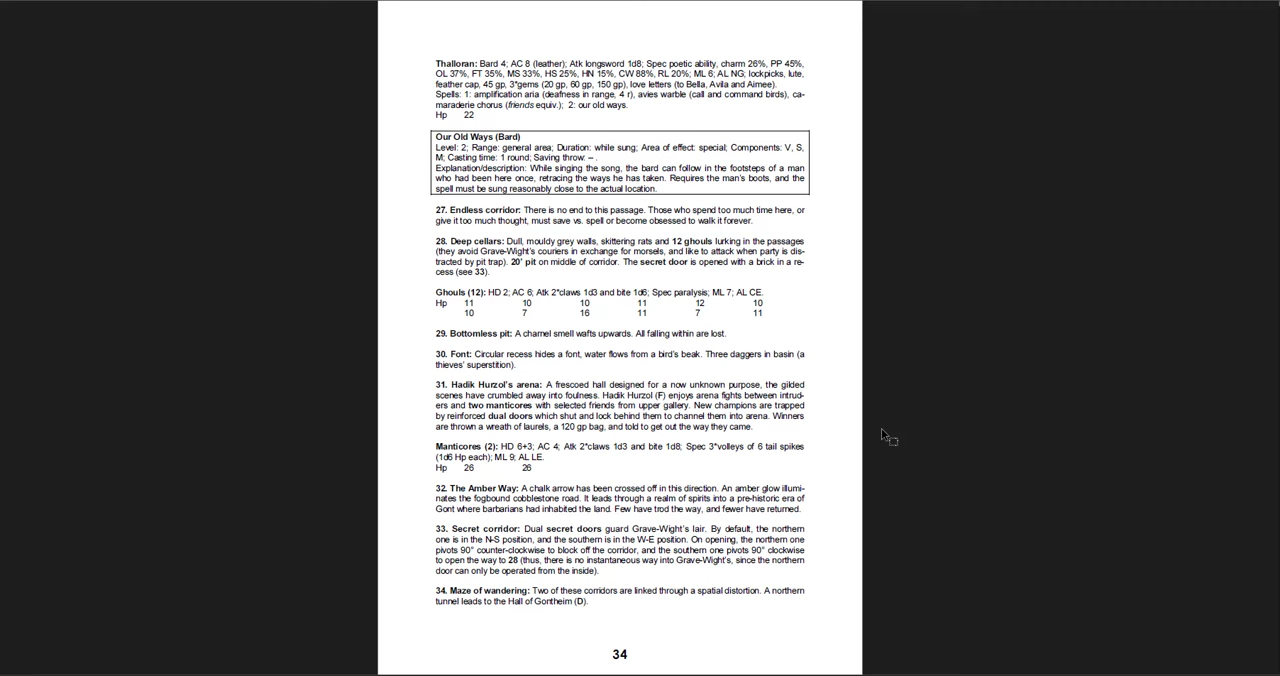 Thalloran: Bard 4; AC 8 (leather); Atk longsword 1d8; Spec poetic ability, charm 26%, PP 45%,
OL 37%, FT 35%, MS 33%, HS 25%, HN 15%, CW 88%, RL 20%; ML 6; AL NG; lockpicks, lute,
feather cap, 45 gp, 3*gems (20 gp, 60 gp, 150 gp), love letters (to Bella, Avila and Aimee).
Spells: 1: amplification aria (deafness in range, 4 r), avies warble (call and command birds), ca-
maraderie chorus (friends equiv.); 2: our old ways.
Hp 22
Our Old Ways (Bard)
Level: 2; Range: general area; Duration: while sung; Area of effect: special; Components: V, S,
M; Casting time: 1 round; Saving throw: – .
Explanation/description: While singing the song, the bard can follow in the footsteps of a man
who had been here once, retracing the ways he has taken. Requires the man's boots, and the
spell must be sung reasonably close to the actual location.
27. Endless corridor: There is no end to this passage. Those who spend too much time here, or
give it too much thought, must save vs. spell or become obsessed to walk it forever.
28. Deep cellars: Dull, mouldy grey walls, skittering rats and 12 ghouls lurking in the passages
(they avoid Grave-Wight's couriers in exchange for morsels, and like to attack when party is dis-
tracted by pit trap). 20' pit on middle of corridor. The secret door is opened with a brick in a re-
cess (see 33).
Ghouls (12): HD 2; AC 6; Atk 2*claws 1d3 and bite 1d6; Spec paralysis; ML 7; AL CE.
Hp 11 10 10 11 12 10
10 7 16 11 7 11
29. Bottomless pit: A charnel smell wafts upwards. All falling within are lost.
30. Font: Circular recess hides a font, water flows from a bird's beak. Three daggers in basin (a
thieves' superstition).
31. Hadik Hurzol's arena: A frescoed hall designed for a now unknown purpose, the gilded
scenes have crumbled away into foulness. Hadik Hurzol (F) enjoys arena fights between intrud-
ers and two manticores with selected friends from upper gallery. New champions are trapped
by reinforced dual doors which shut and lock behind them to channel them into arena. Winners
are thrown a wreath of laurels, a 120 gp bag, and told to get out the way they came.
Manticores (2): HD 6+3; AC 4; Atk 2*claws 1d3 and bite 1d8; Spec 3*volleys of 6 tail spikes
(1d6 Hp each); ML 9; AL LE.
Hp 26 26
32. The Amber Way: A chalk arrow has been crossed off in this direction. An amber glow illumi-
nates the fogbound cobblestone road. It leads through a realm of spirits into a pre-historic era of
Gont where barbarians had inhabited the land. Few have trod the way, and fewer have returned.
33. Secret corridor: Dual secret doors guard Grave-Wight's lair. By default, the northern
one is in the N-S position, and the southern is in the W-E position. On opening, the northern one
pivots 90° counter-clockwise to block off the corridor, and the southern one pivots 90° clockwise
to open the way to 28 (thus, there is no instantaneous way into Grave-Wight's, since the northern
door can only be operated from the inside).
34. Maze of wandering: Two of these corridors are linked through a spatial distortion. A northern
tunnel leads to the Hall of Gontheim (D).
34